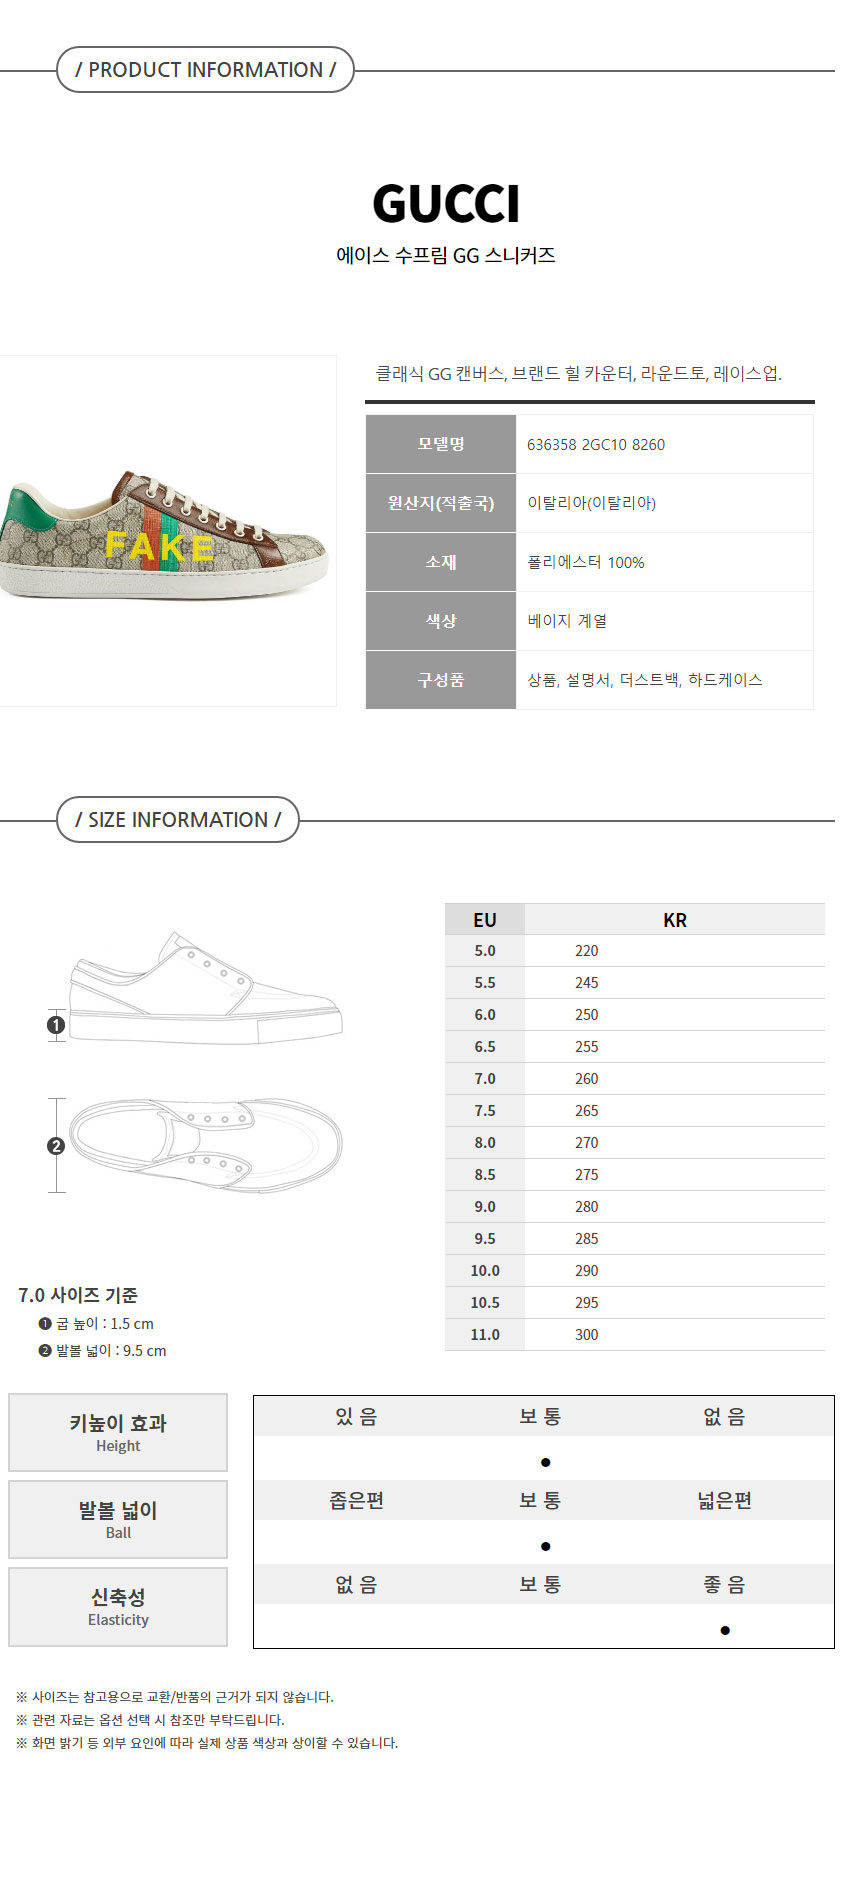 / PRODUCT INFORMATION /
GUCCI
에이스 수프림 GG 스니커즈
클래식 GG 캔버스, 브랜드 힐 카운터, 라운드토, 레이스업.
FAKE
모델명 636358 2GC10 8260
원산지(적출국) 이탈리아(이탈리아)
소재 폴리에스터 100%
색상 베이지 계열
구성품 상품, 설명서, 더스트백, 하드케이스
/ SIZE INFORMATION /
EU KR
5.0 220
5.5 245
6.0 250
6.5 255
7.0 260
7.5 265
8.0 270
8.5 275
9.0 280
9.5 285
10.0 290
10.5 295
11.0 300
❶
❷
7.0 사이즈 기준
❶ 굽 높이 : 1.5 cm
❷ 발볼 넓이 : 9.5 cm
키높이 효과
Height
있 음 보 통 없 음
●
발볼 넓이
Ball
좁은편 보 통 넓은편
●
신축성
Elasticity
없 음 보 통 좋 음
●
※ 사이즈는 참고용으로 교환/반품의 근거가 되지 않습니다.
※ 관련 자료는 옵션 선택 시 참조만 부탁드립니다.
※ 화면 밝기 등 외부 요인에 따라 실제 상품 색상과 상이할 수 있습니다.